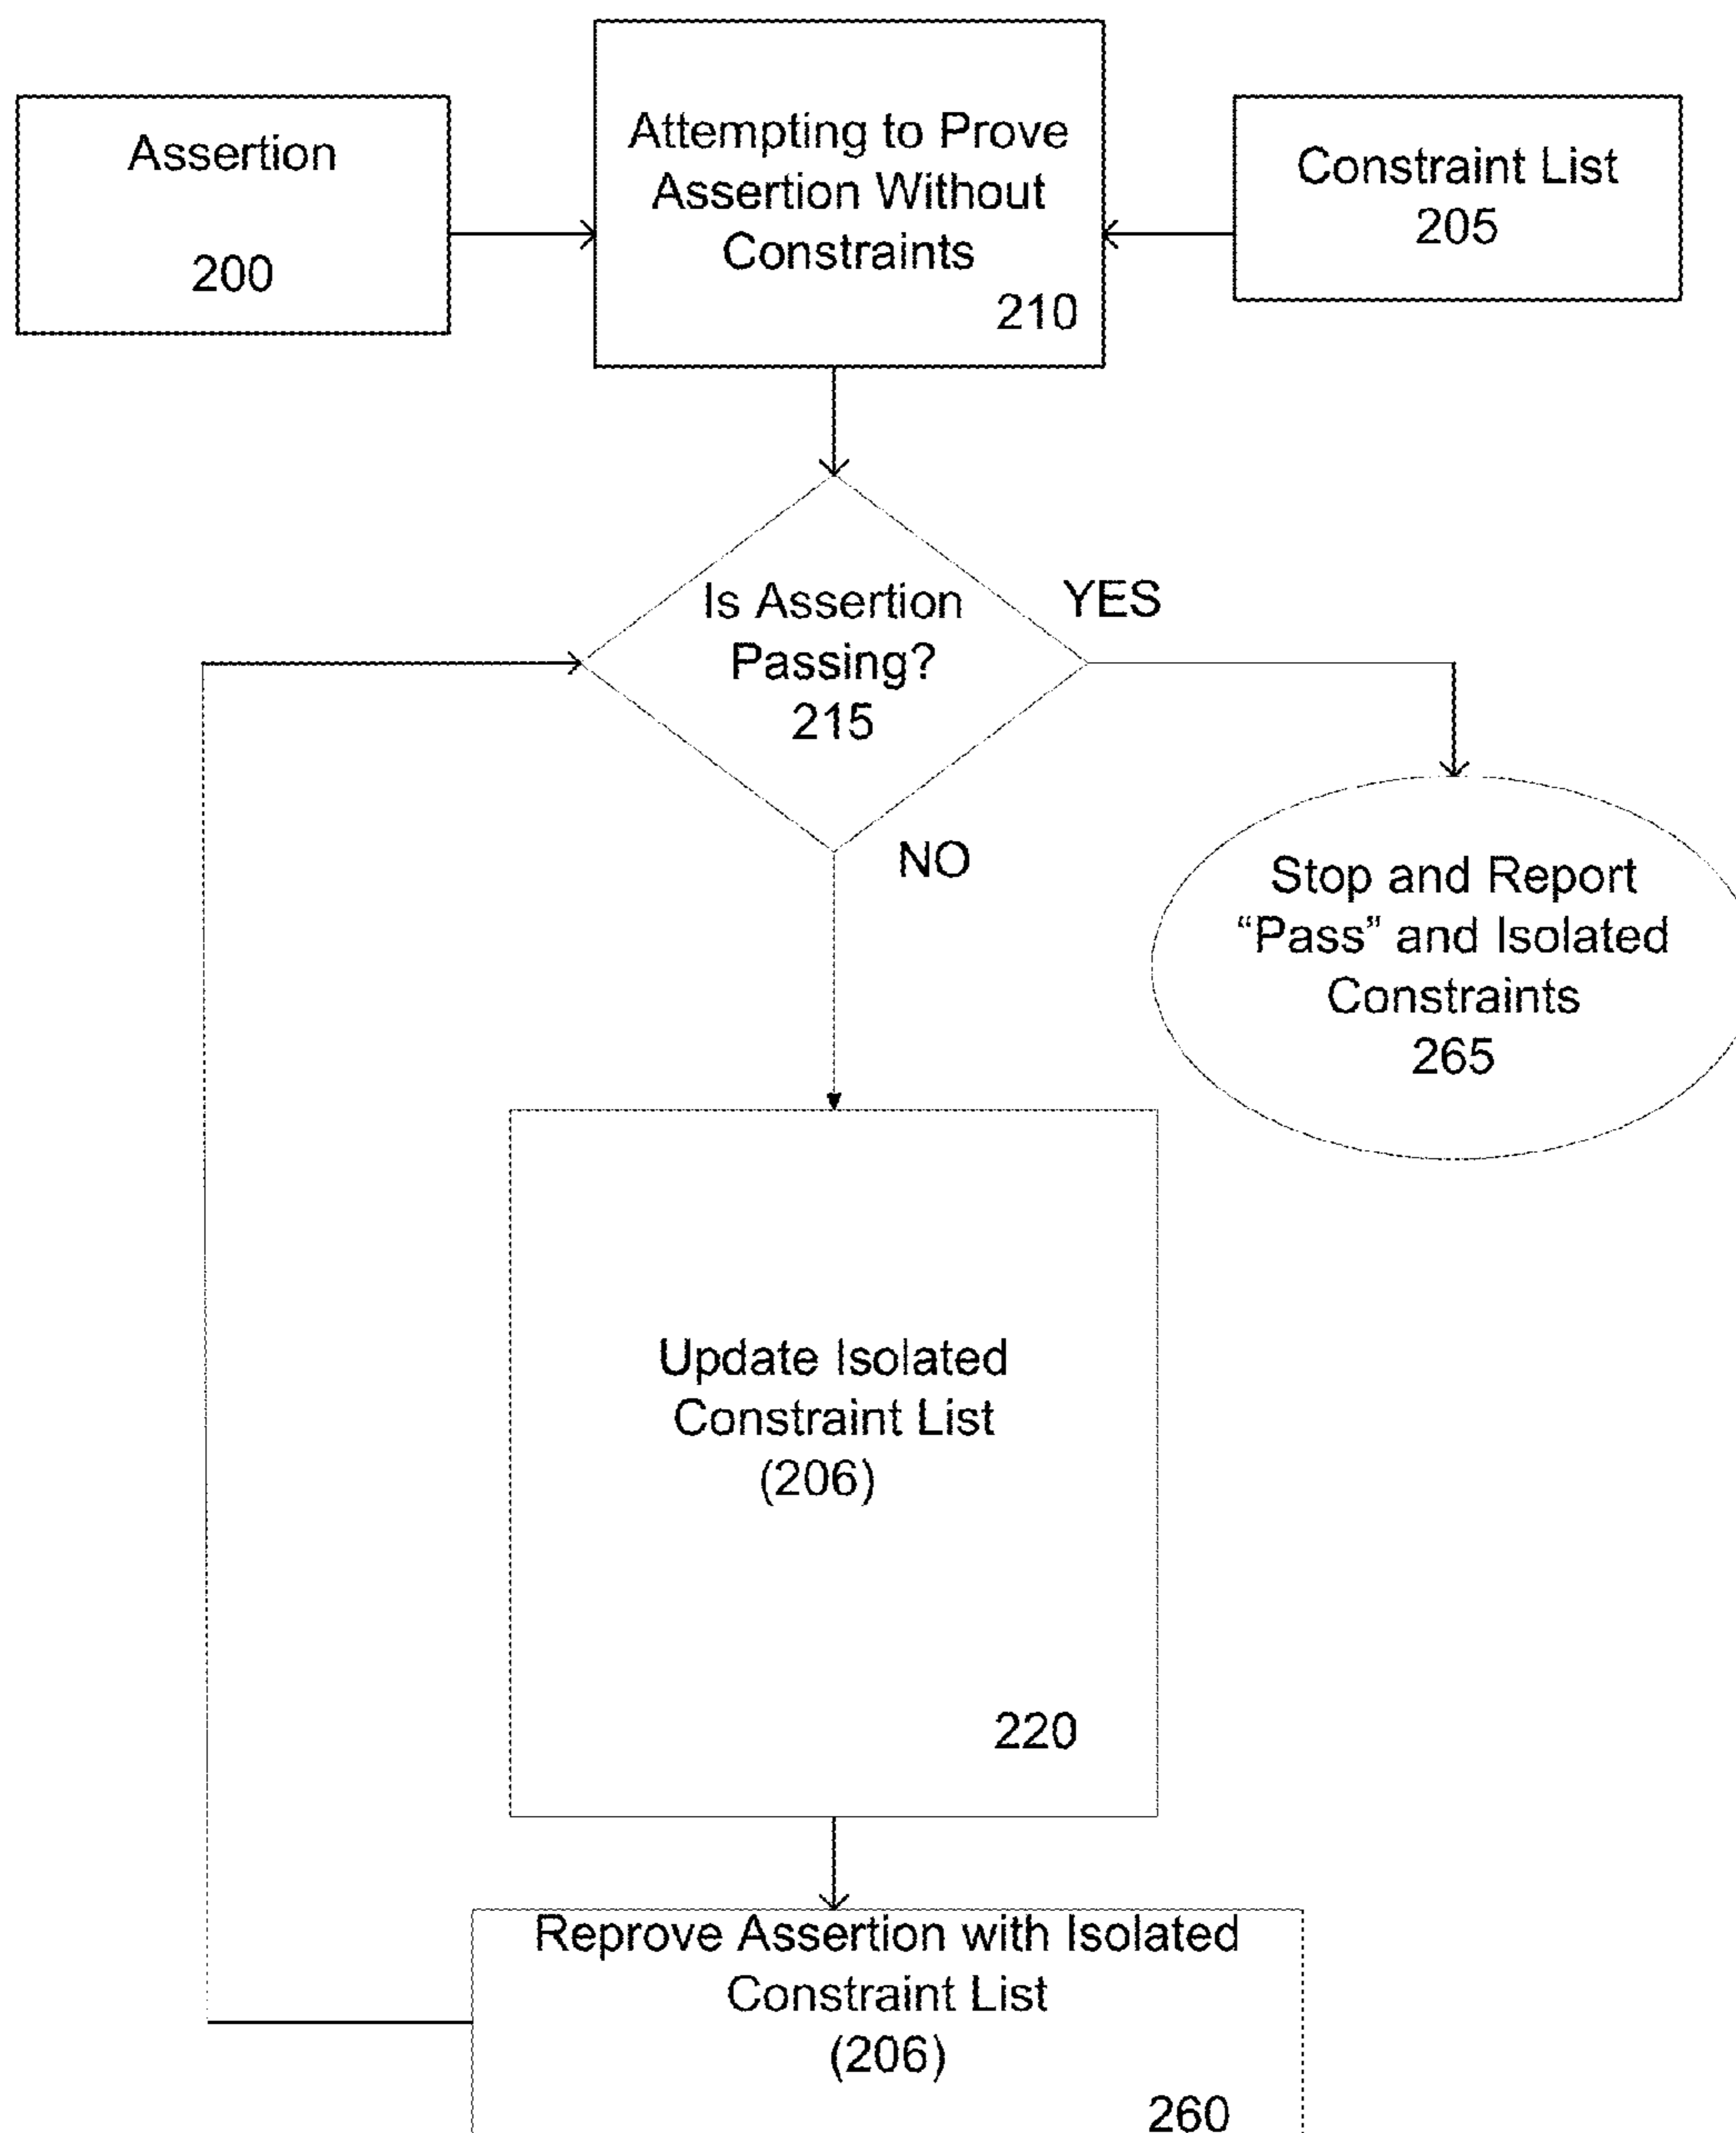 Assertion
200
Attempting to Prove
Assertion Without
Constraints
210
Constraint List
205
Is Assertion
Passing?
215
YES
NO
Stop and Report
“Pass” and Isolated
Constraints
265
Update Isolated
Constraint List
(206)
220
Reprove Assertion with Isolated
Constraint List
(206)
260